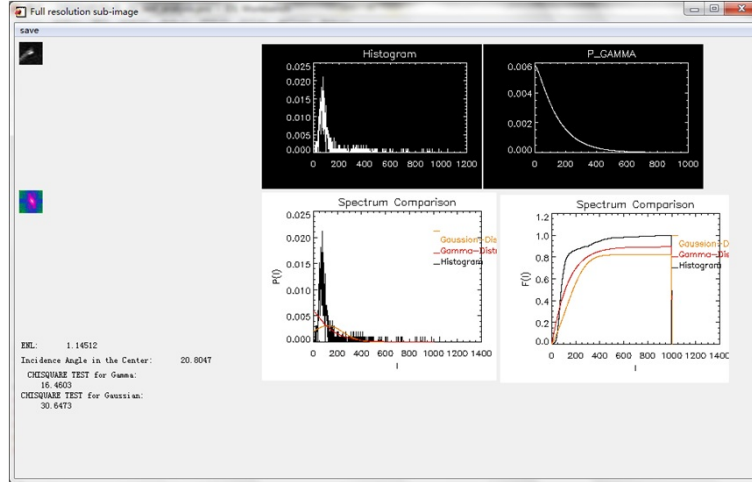 Full resolution sub-image
save
Histogram
0.025
0.020
0.015
0.010
0.005
0.000
0 200 400 600 800 1000 1200
P_GAMMA
0.006
0.004
0.002
0.000
0 200 400 600 800 1000
Spectrum Comparison
0.025
0.020
0.015
0.010
0.005
0.000
P(I)
0 200 400 600 800 1000 1200 1400
I
Gaussion-Dis
Gamma-Distr
Histogram
Spectrum Comparison
1.2
1.0
0.8
0.6
0.4
0.2
0.0
F(I)
0 200 400 600 800 1000 1200 1400
I
Gaussion-D
Gamma-Dis
Histogram
ENL: 1.14512
Incidence Angle in the Center: 20.8047
CHISQUARE TEST for Gamma:
16.4603
CHISQUARE TEST for Gaussian:
30.6473